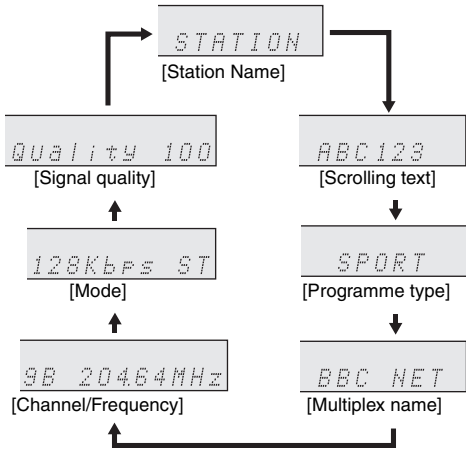 STATION
[Station Name]
Quality 100
[Signal quality]
ABC123
[Scrolling text]
128Kbps ST
[Mode]
SPORT
[Programme type]
9B 204.64MHz
[Channel/Frequency]
BBC NET
[Multiplex name]